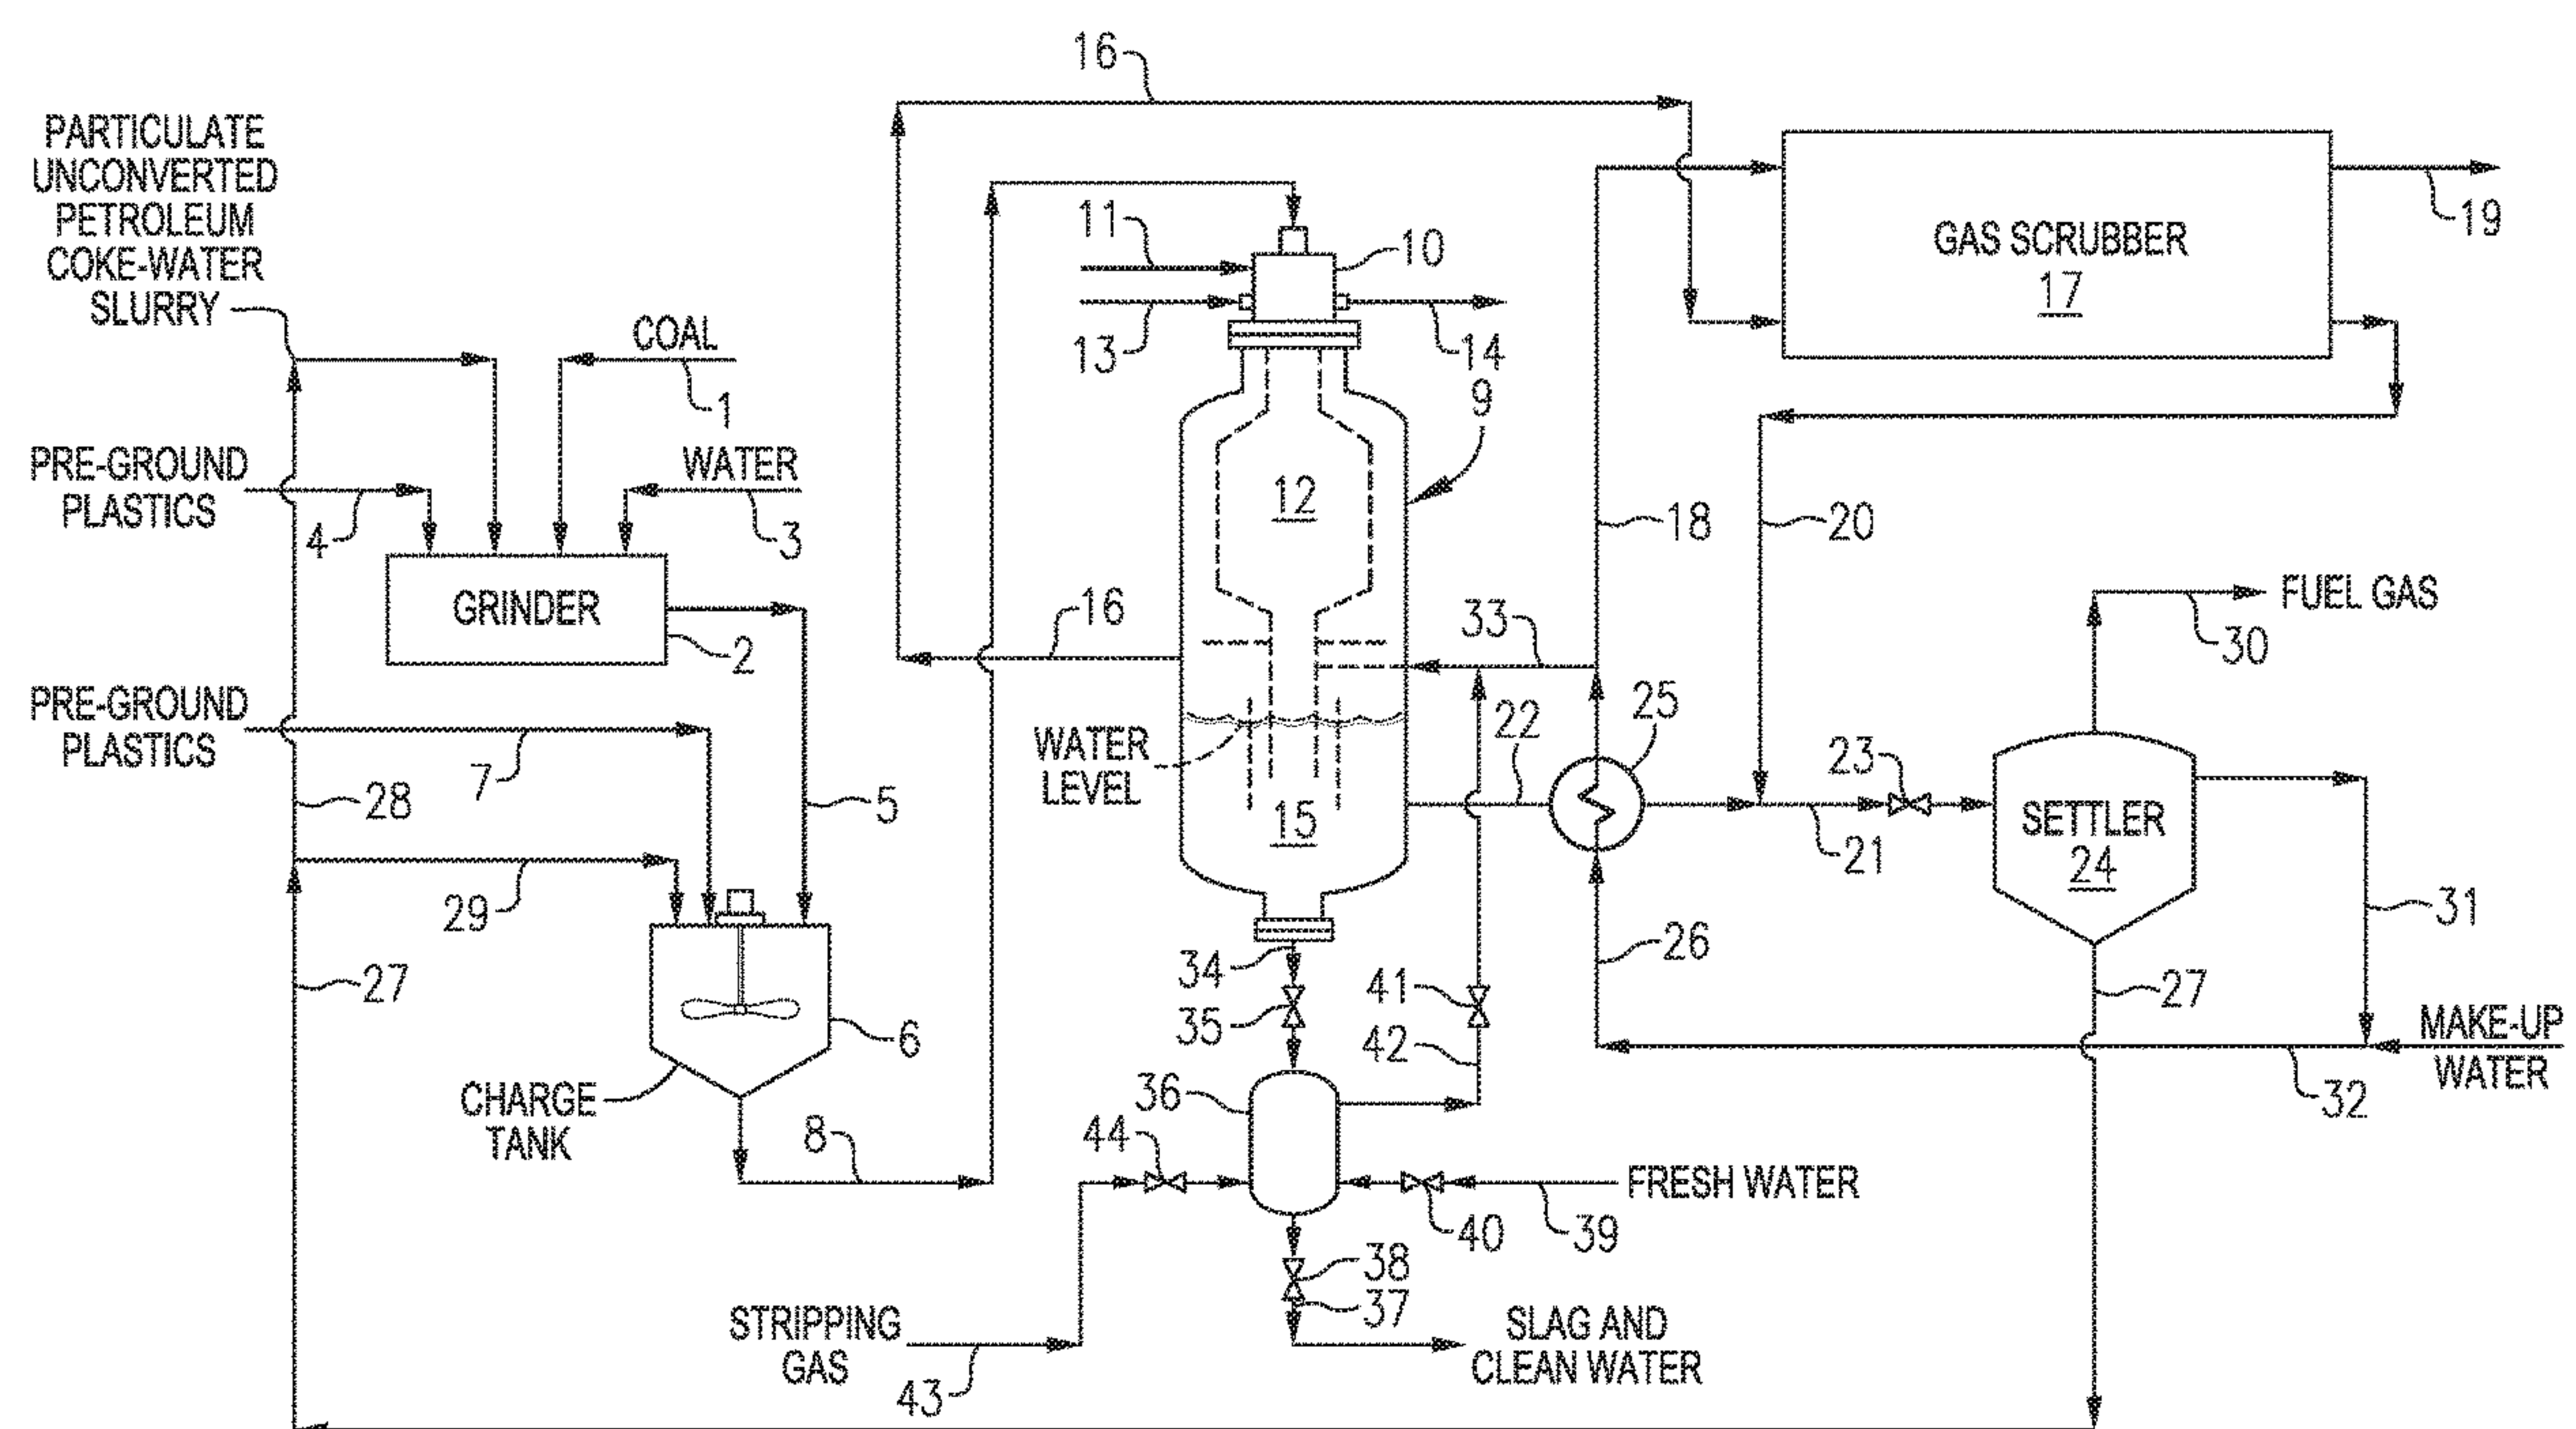 16
PARTICULATE
UNCONVERTED
PETROLEUM
COKE-WATER
SLURRY
COAL
1
PRE-GROUND
PLASTICS
4
WATER
3
GRINDER
2
PRE-GROUND
PLASTICS
7
28
5
29
27
6
CHARGE
TANK
8
11
10
13
14
9
12
16
33
WATER
LEVEL
15
22
25
18
GAS SCRUBBER
17
19
20
23
21
SETTLER
24
FUEL GAS
30
31
26
27
MAKE-UP
WATER
32
34
35
41
42
36
44
FRESH WATER
40
39
38
37
STRIPPING
GAS
43
SLAG AND
CLEAN WATER